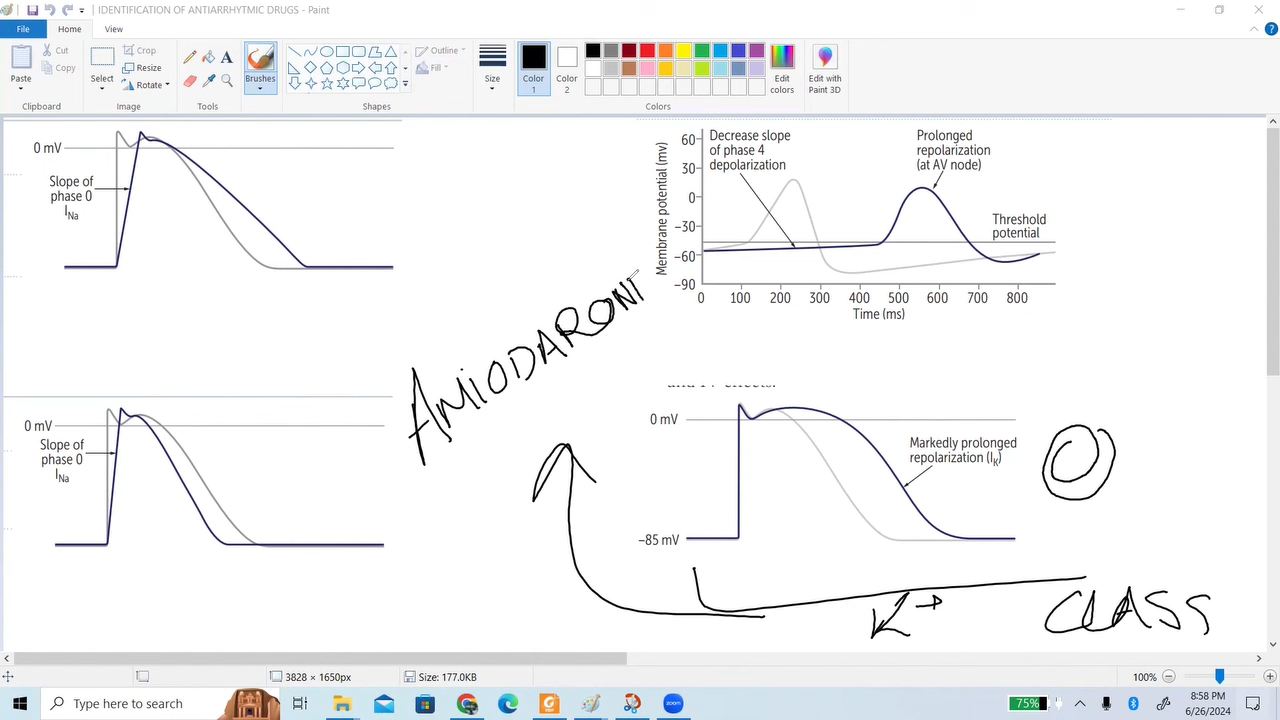 IDENTIFICATION OF ANTIARRHYTMIC DRUGS - Paint
File
Home
View
Paste
Cut
Copy
Clipboard
Select
Crop
Resize
Rotate
Image
Tools
Brushes
Shapes
Outline
Fill
Size
Color 1
Color 2
Edit colors
Colors
Edit with Paint 3D
0 mV
Slope of
phase 0
INa
Membrane potential (mv)
60
30
0
−30
−60
−90
Decrease slope
of phase 4
depolarization
Prolonged
repolarization
(at AV node)
Threshold
potential
0 100 200 300 400 500 600 700 800
Time (ms)
AMIODARONI
0 mV
Slope of
phase 0
INa
0 mV
Markedly prolonged
repolarization (IK)
−85 mV
K
CLASS
3828 × 1650px
Size: 177.0KB
100%
Type here to search
zoom
75%
8:58 PM
6/26/2024